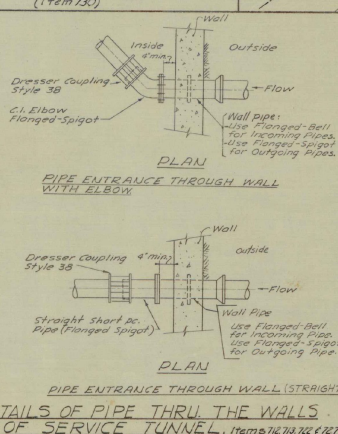 (Item 730)
Wall
Inside
Outside
4"min.
Dresser Coupling
Style 38
Flow
C.I. Elbow
Flanged-Spigot
Wall pipe:
-Use Flanged-Bell
for Incoming Pipes.
-Use Flanged-Spigot
for Outgoing Pipes.
PLAN
PIPE ENTRANCE THROUGH WALL
WITH ELBOW
Wall
Dresser Coupling
Style 38
4"min.
Outside
Flow
Straight Short pc.
Pipe (Flanged Spigot)
Wall Pipe
Use Flanged-Bell
for Incoming Pipe.
Use Flanged-Spigot
for Outgoing Pipe.
PLAN
PIPE ENTRANCE THROUGH WALL (STRAIGHT
TAILS OF PIPE THRU. THE WALLS
OF SERVICE TUNNEL. Items 712,713,722 & 727